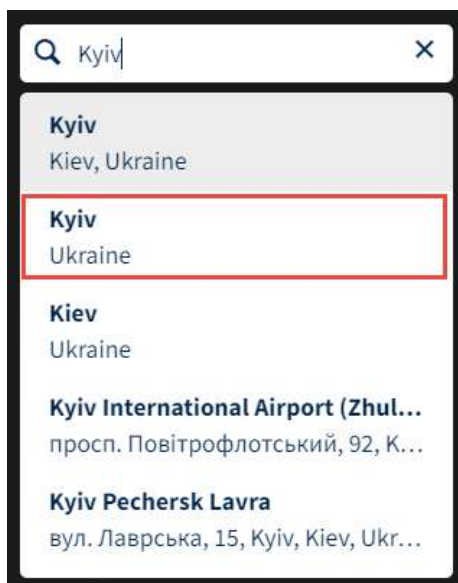 Kyiv
Kyiv
Kiev, Ukraine
Kyiv
Ukraine
Kiev
Ukraine
Kyiv International Airport (Zhul...
просп. Повітрофлотський, 92, K...
Kyiv Pechersk Lavra
вул. Лаврська, 15, Kyiv, Kiev, Ukr...